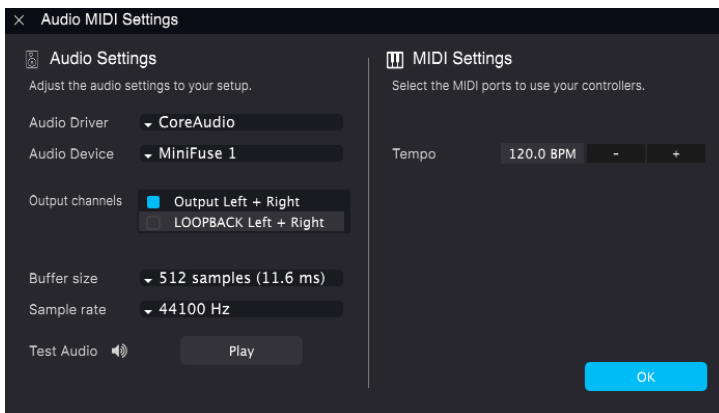 × Audio MIDI Settings
Audio Settings
Adjust the audio settings to your setup.
Audio Driver CoreAudio
Audio Device MiniFuse 1
Output channels Output Left + Right
LOOPBACK Left + Right
Buffer size 512 samples (11.6 ms)
Sample rate 44100 Hz
Test Audio Play
MIDI Settings
Select the MIDI ports to use your controllers.
Tempo 120.0 BPM - +
OK